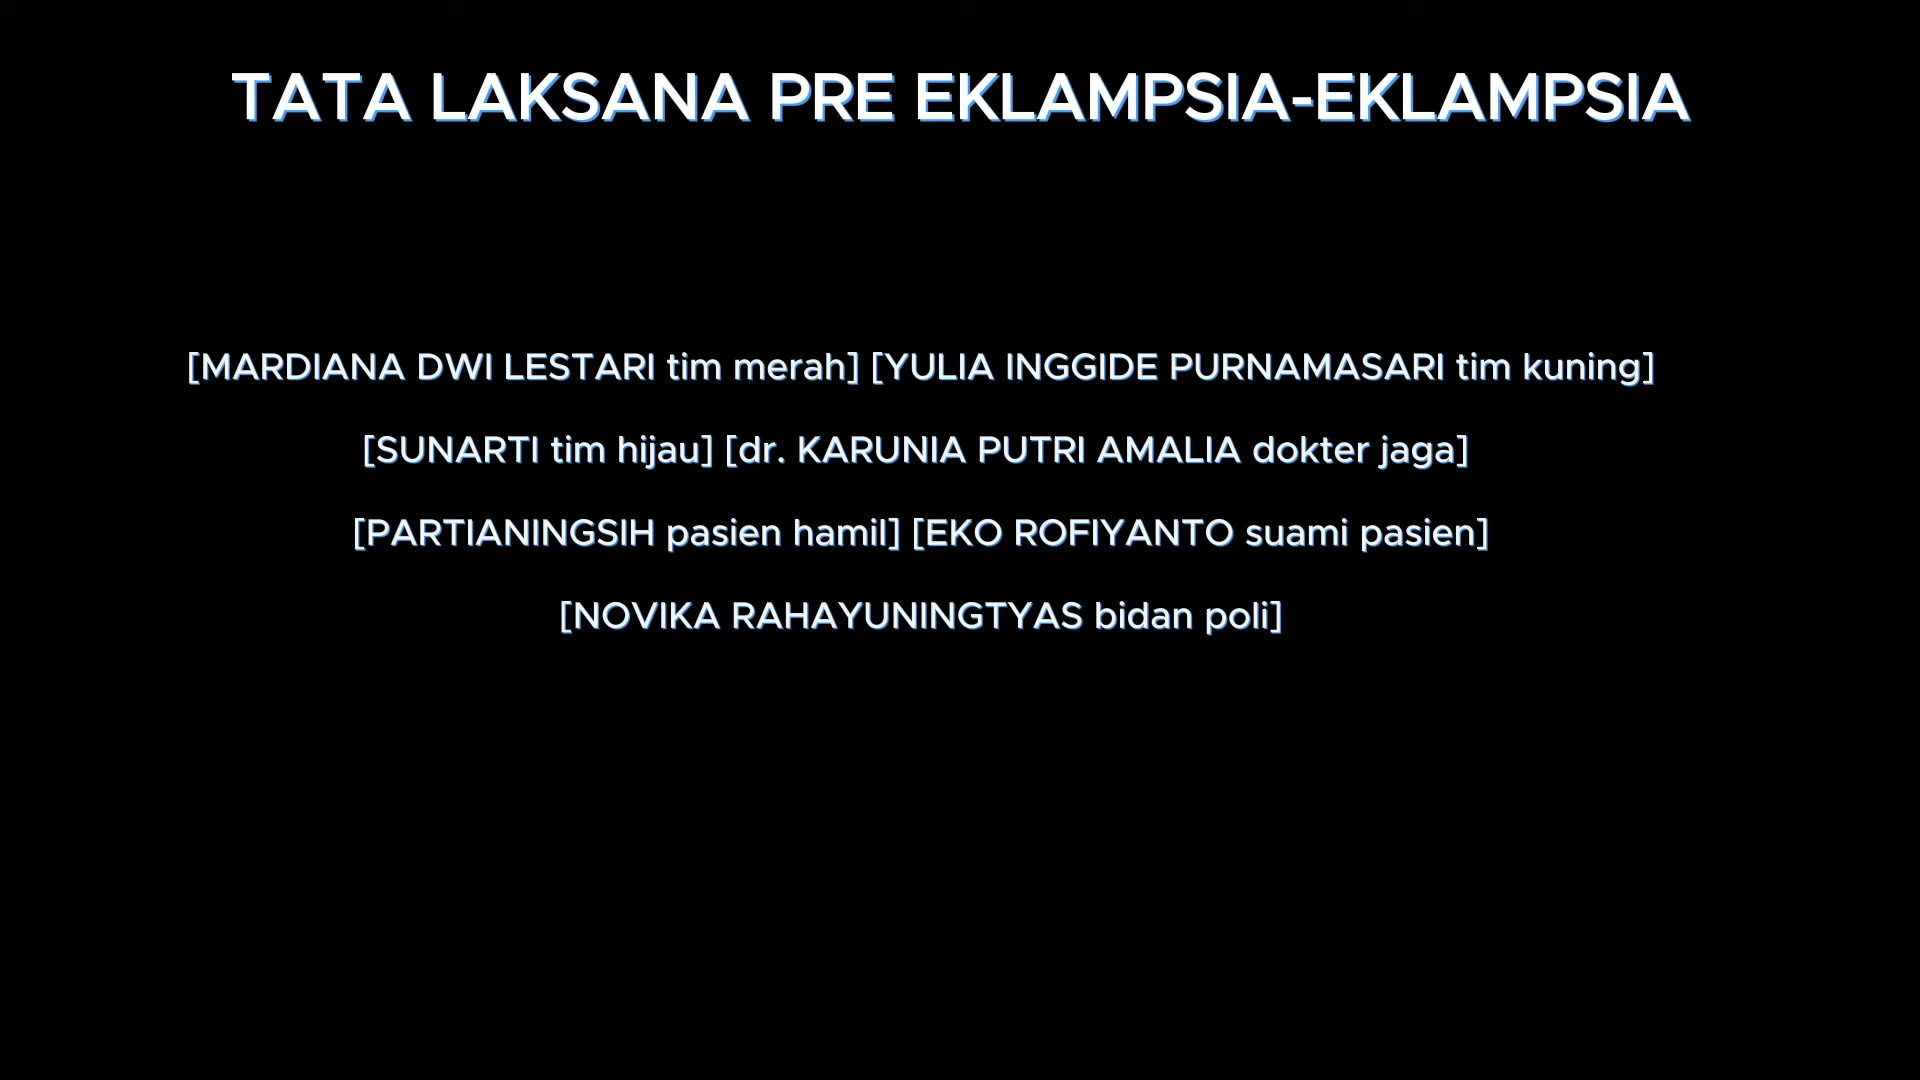 TATA LAKSANA PRE EKLAMPSIA-EKLAMPSIA
[MARDIANA DWI LESTARI tim merah] [YULIA INGGIDE PURNAMASARI tim kuning]
[SUNARTI tim hijau] [dr. KARUNIA PUTRI AMALIA dokter jaga]
[PARTIANINGSIH pasien hamil] [EKO ROFIYANTO suami pasien]
[NOVIKA RAHAYUNINGTYAS bidan poli]